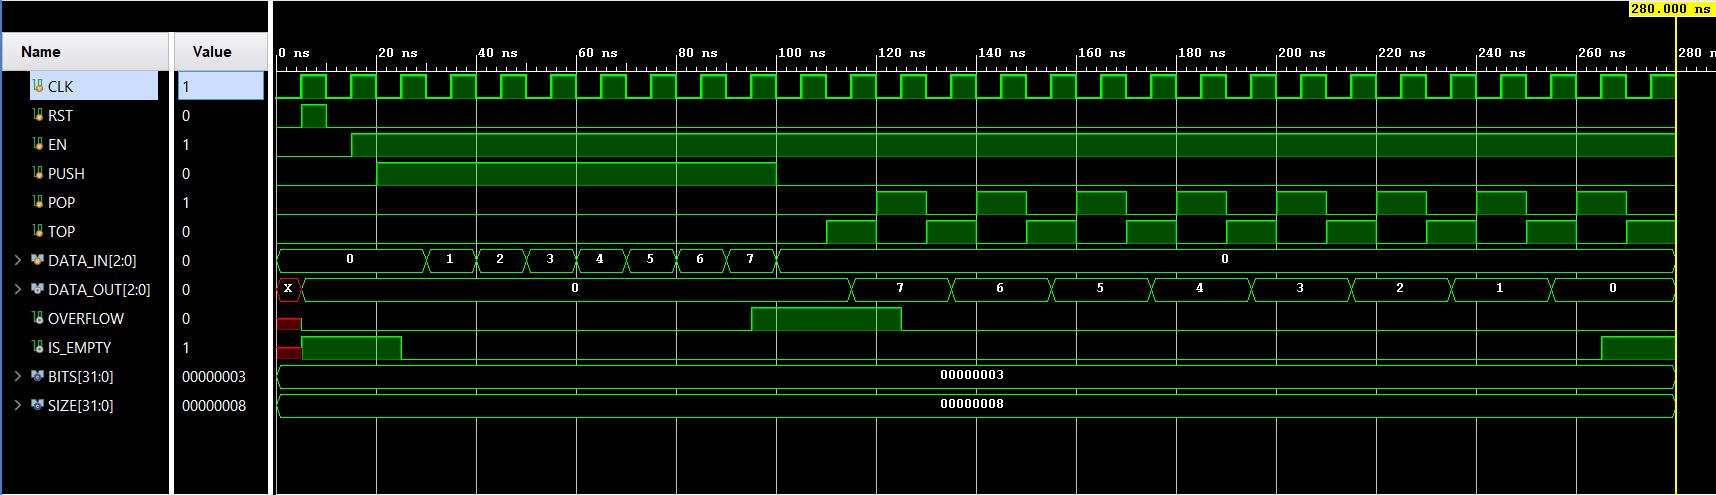 280.000 ns
Name Value
0 ns 20 ns 40 ns 60 ns 80 ns 100 ns 120 ns 140 ns 160 ns 180 ns 200 ns 220 ns 240 ns 260 ns 280 n
CLK 1
RST 0
EN 1
PUSH 0
POP 1
TOP 0
DATA_IN[2:0] 0 0 1 2 3 4 5 6 7 0
DATA_OUT[2:0] 0 X 0 7 6 5 4 3 2 1 0
OVERFLOW 0
IS_EMPTY 1
BITS[31:0] 00000003 00000003
SIZE[31:0] 00000008 00000008